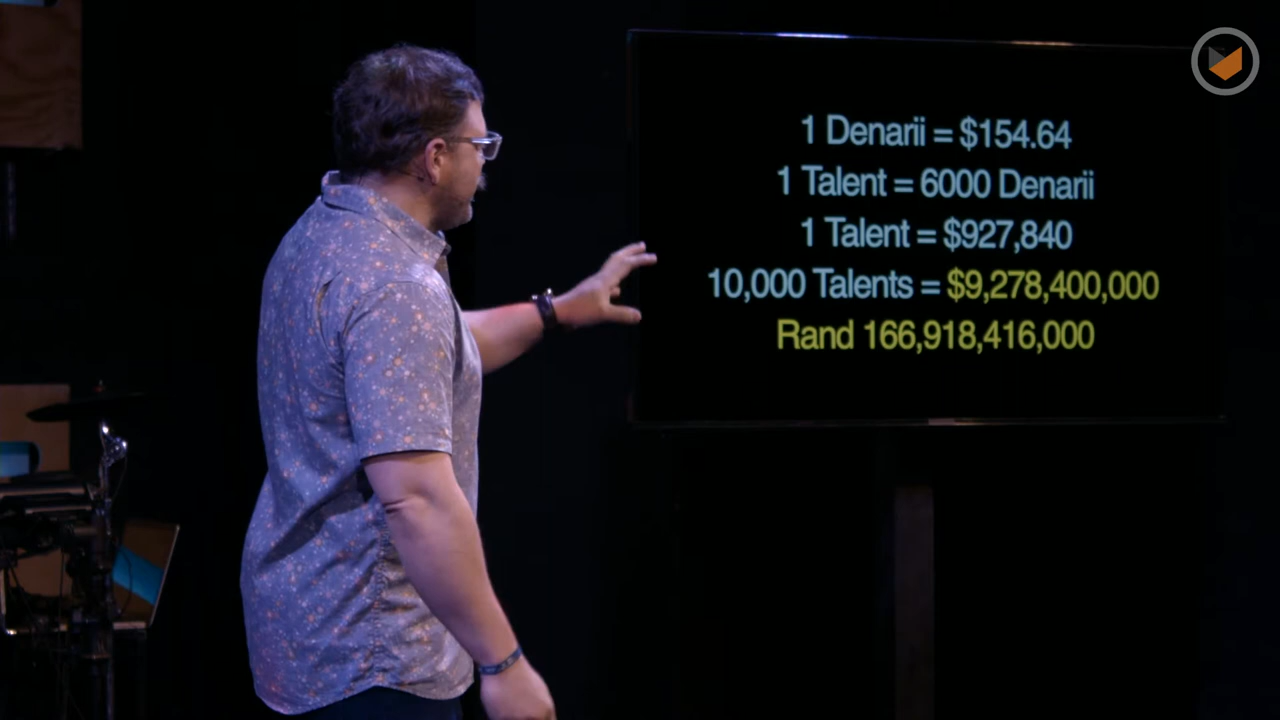 1 Denarii = $154.64
1 Talent = 6000 Denarii
1 Talent = $927,840
10,000 Talents = $9,278,400,000
Rand 166,918,416,000